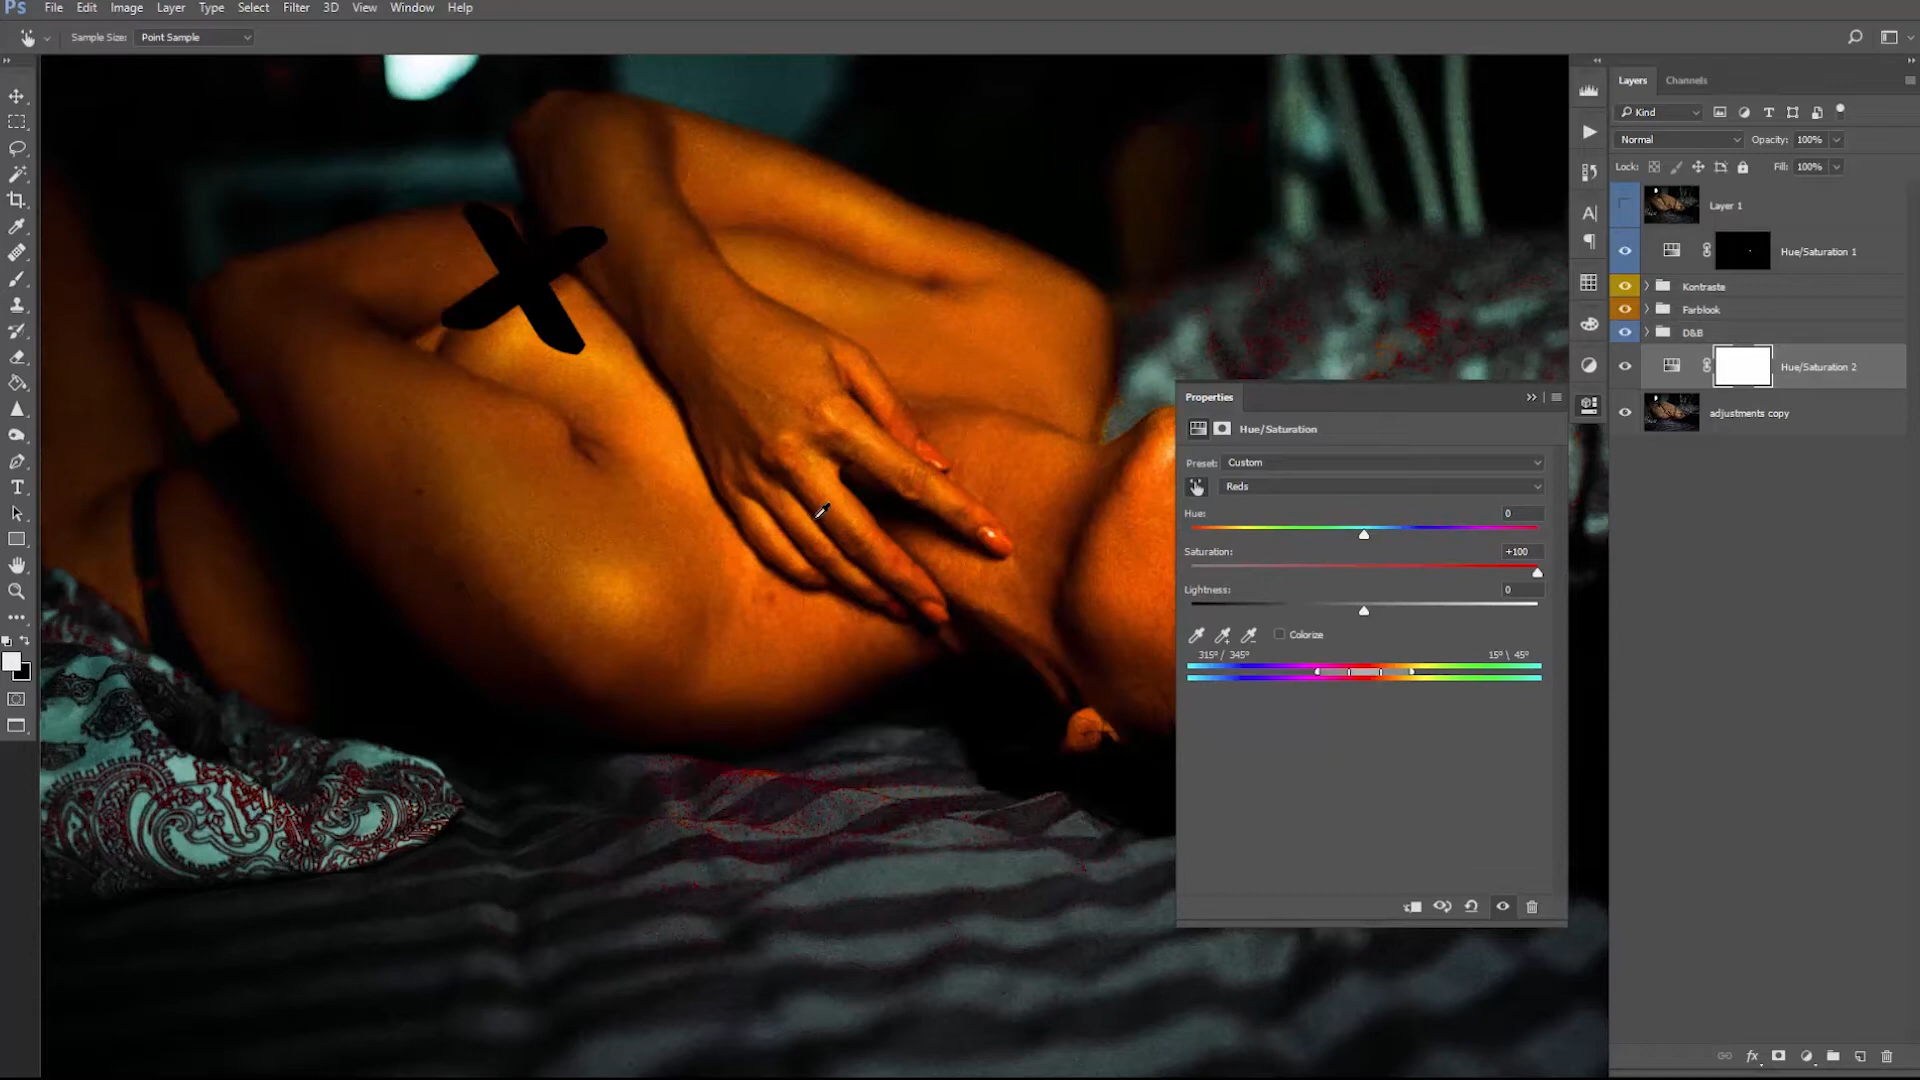 Ps File Edit Image Layer Type Select Filter 3D View Window Help
Sample Size: Point Sample
Layers Channels
Kind
Normal Opacity: 100%
Lock: Fill: 100%
Layer 1
Hue/Saturation 1
Kontraste
Farblook
D&B
Hue/Saturation 2
adjustments copy
Properties
Hue/Saturation
Preset: Custom
Reds
Hue: 0
Saturation: +100
Lightness: 0
Colorize
315°/ 345° 15°\ 45°
fx